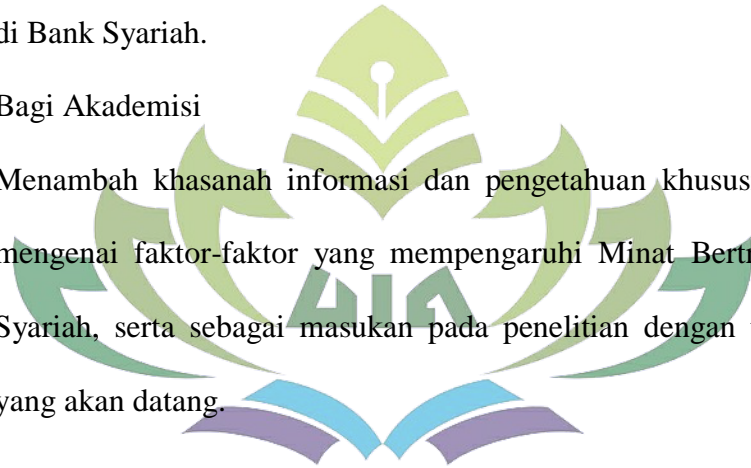 di Bank Syariah.
Bagi Akademisi
Menambah khasanah informasi dan pengetahuan khusus
mengenai faktor-faktor yang mempengaruhi Minat
Syariah, serta sebagai masukan pada penelitian dengan
yang akan datang.
UIN